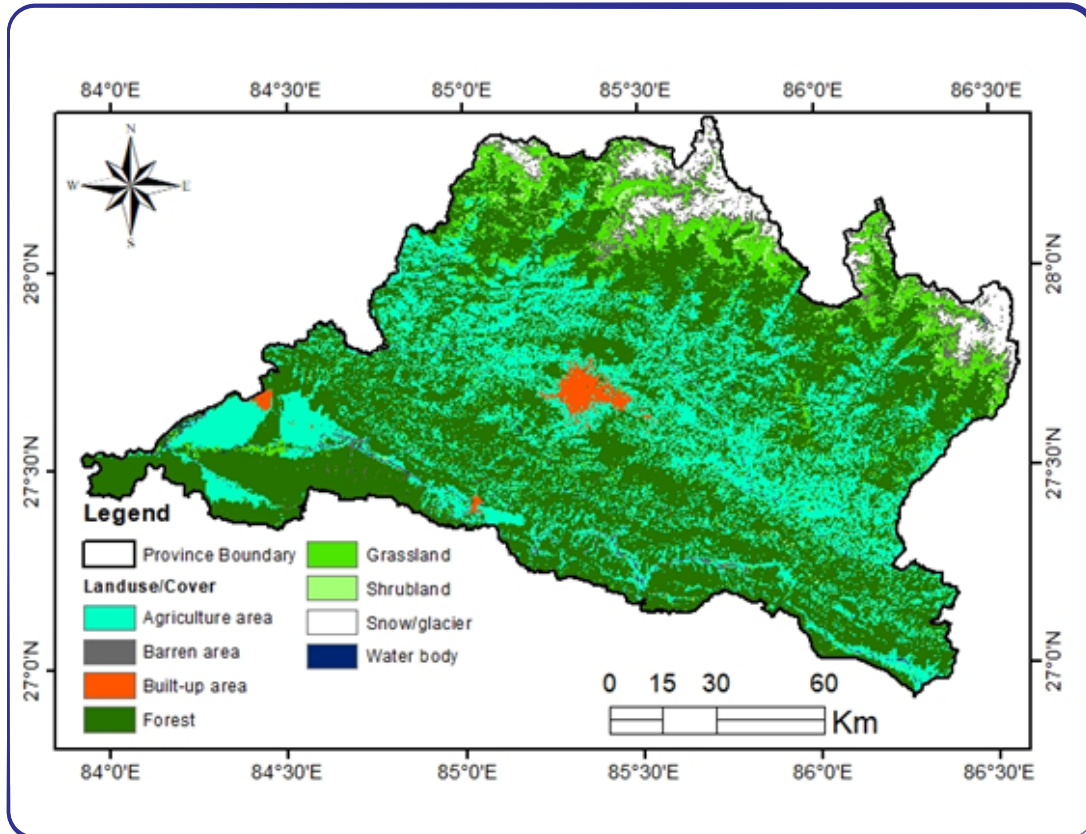 84°0'E 84°30'E 85°0'E 85°30'E 86°0'E 86°30'E
N
W E
S
28°0'N 28°0'N
27°30'N 27°30'N
27°0'N 27°0'N
Legend
Province Boundary
Landuse/Cover
Agriculture area
Barren area
Built-up area
Forest
Grassland
Shrubland
Snow/glacier
Water body
0 15 30 60
Km
84°0'E 84°30'E 85°0'E 85°30'E 86°0'E 86°30'E